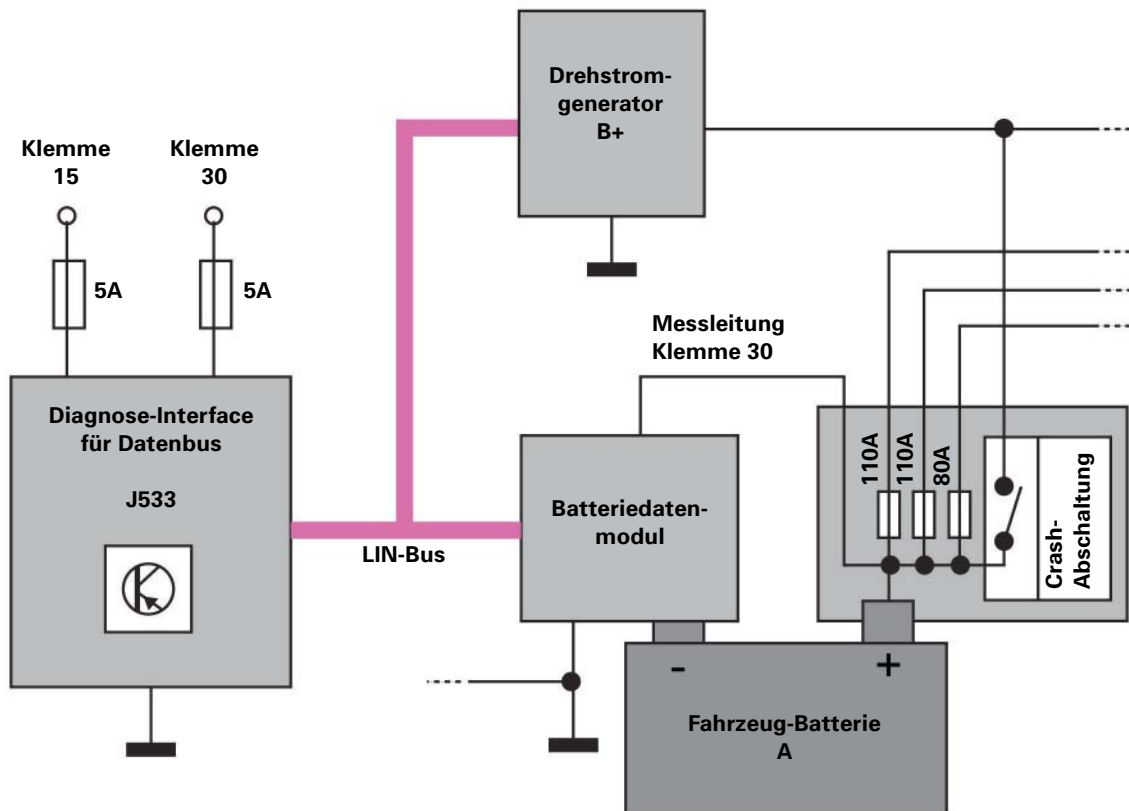 Drehstrom-
generator
B+
Klemme
15
Klemme
30
5A
5A
Messleitung
Klemme 30
Diagnose-Interface
für Datenbus
J533
LIN-Bus
Batteriedaten-
modul
110A
110A
80A
Crash-
Abschaltung
-
+
Fahrzeug-Batterie
A